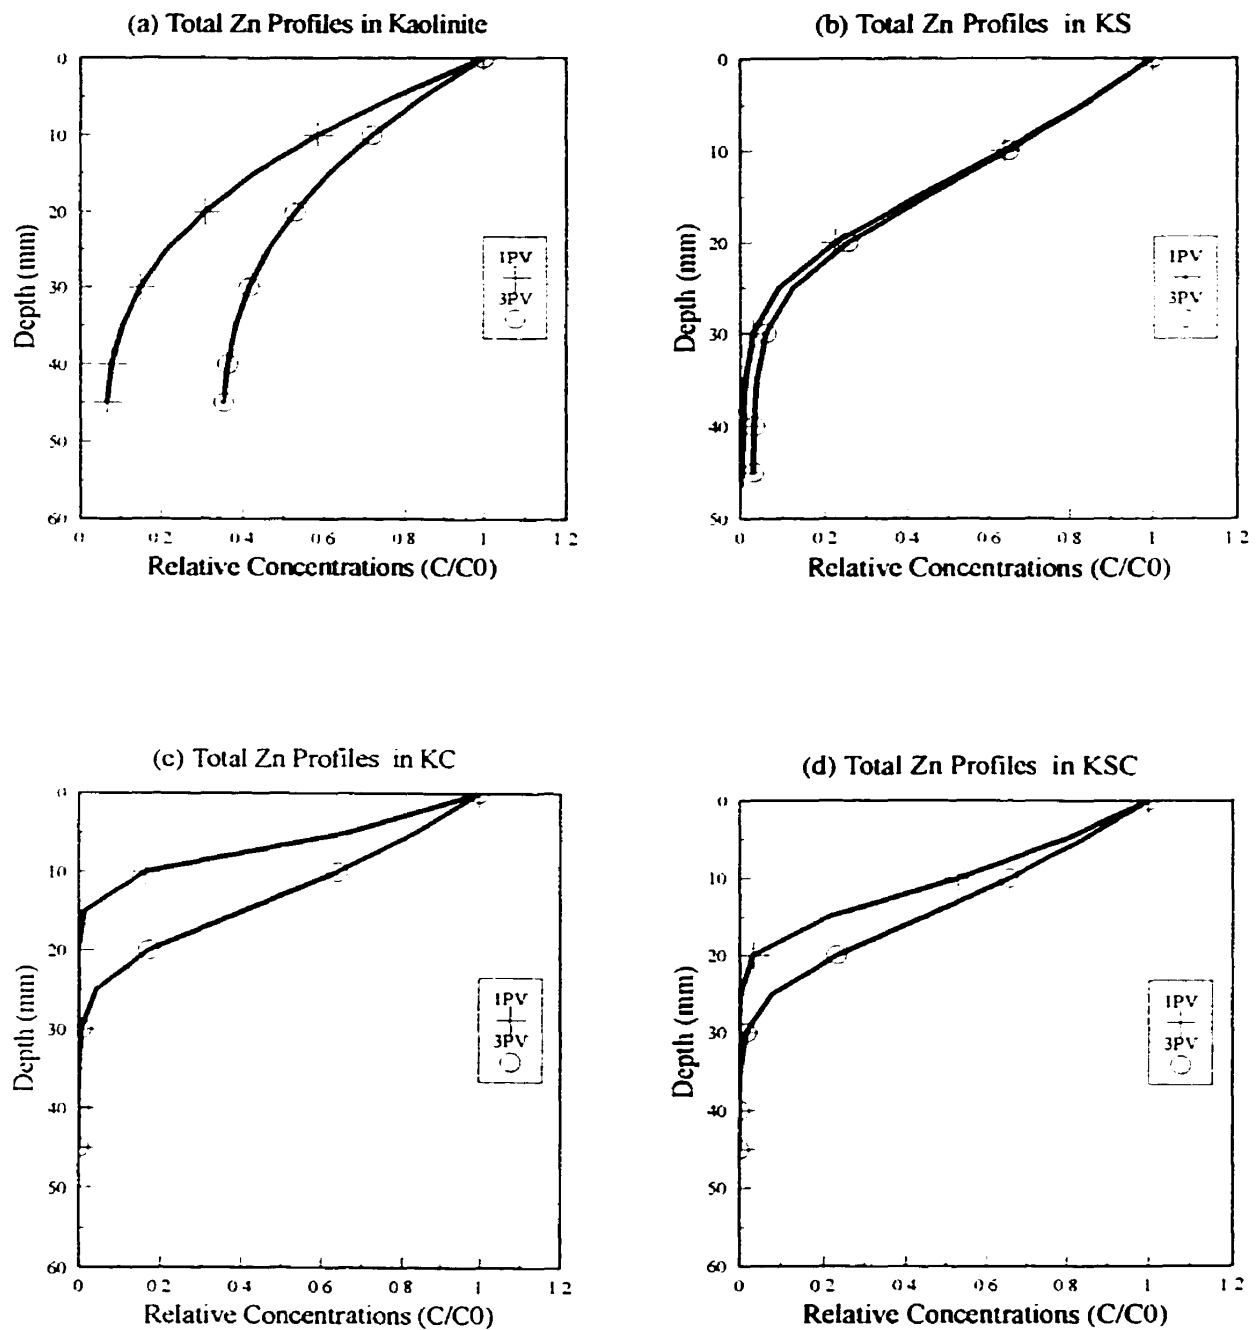 (a) Total Zn Profiles in Kaolinite
0
10
20
30
40
50
60
Depth (mm)
1PV
3PV
0 0.2 0.4 0.6 0.8 1 1.2
Relative Concentrations (C/C0)
(b) Total Zn Profiles in KS
0
10
20
30
40
50
Depth (mm)
1PV
3PV
0 0.2 0.4 0.6 0.8 1 1.2
Relative Concentrations (C/C0)
(c) Total Zn Profiles in KC
0
10
20
30
40
50
60
Depth (mm)
1PV
3PV
0 0.2 0.4 0.6 0.8 1 1.2
Relative Concentrations (C/C0)
(d) Total Zn Profiles in KSC
0
10
20
30
40
50
60
Depth (mm)
1PV
3PV
0 0.2 0.4 0.6 0.8 1 1.2
Relative Concentrations (C/C0)